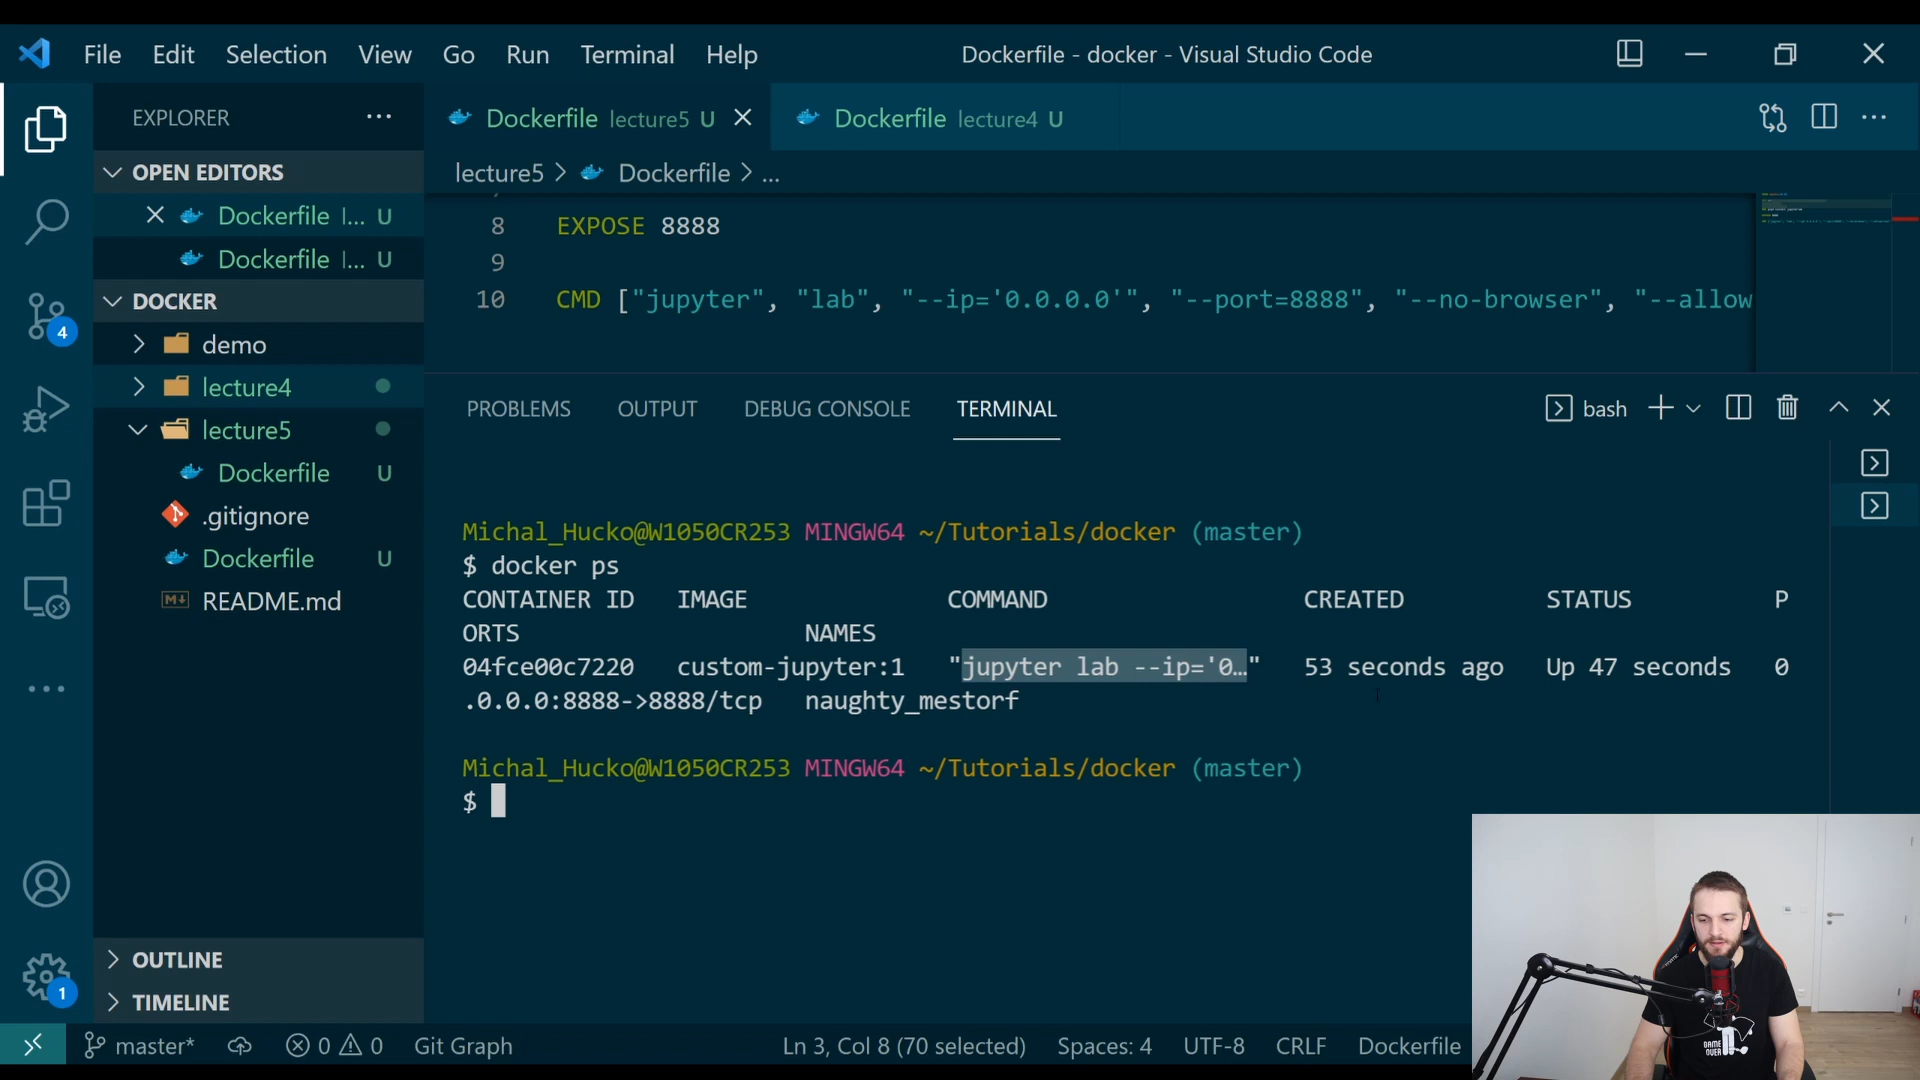 File Edit Selection View Go Run Terminal Help Dockerfile - docker - Visual Studio Code
EXPLORER ...
Dockerfile lecture5 U Dockerfile lecture4 U
OPEN EDITORS
lecture5 > Dockerfile > ...
Dockerfile l... U
Dockerfile l... U
8 EXPOSE 8888
9
10 CMD ["jupyter", "lab", "--ip='0.0.0.0'", "--port=8888", "--no-browser", "--allow
DOCKER
demo
lecture4
lecture5
Dockerfile U
.gitignore
Dockerfile U
README.md
4
PROBLEMS OUTPUT DEBUG CONSOLE TERMINAL bash
Michal_Hucko@W1050CR253 MINGW64 ~/Tutorials/docker (master)
$ docker ps
CONTAINER ID IMAGE COMMAND CREATED STATUS P
ORTS NAMES
04fce00c7220 custom-jupyter:1 "jupyter lab --ip='0…" 53 seconds ago Up 47 seconds 0
.0.0.0:8888->8888/tcp naughty_mestorf
Michal_Hucko@W1050CR253 MINGW64 ~/Tutorials/docker (master)
$
OUTLINE
TIMELINE
1
GAME OVER
master* 0 0 Git Graph Ln 3, Col 8 (70 selected) Spaces: 4 UTF-8 CRLF Dockerfile